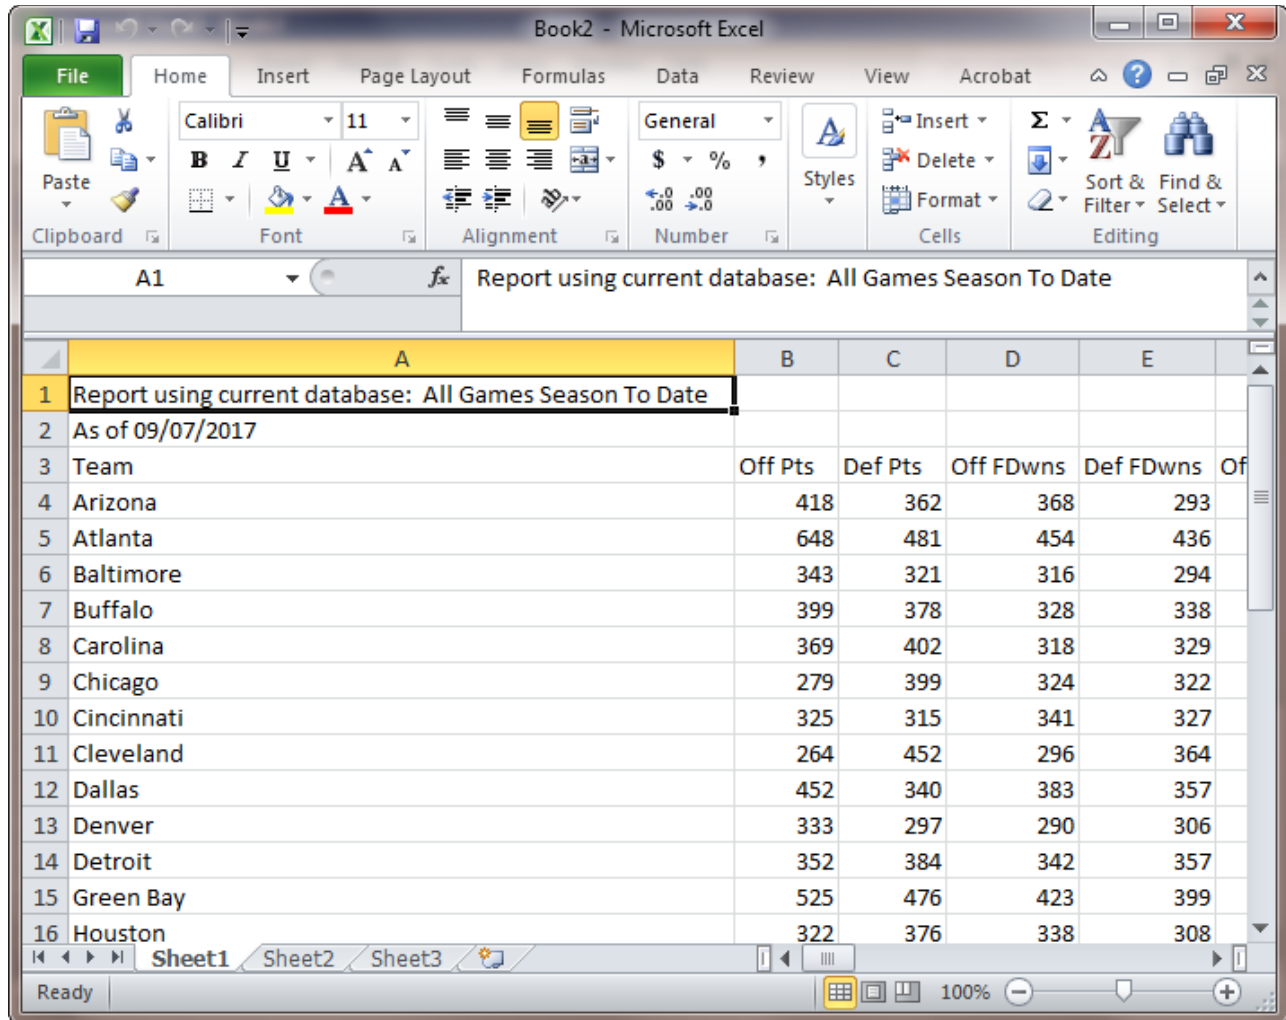 Book2 - Microsoft Excel
File Home Insert Page Layout Formulas Data Review View Acrobat
Calibri 11 General Insert Σ
B I U A A $ % , Delete
Paste Styles Sort & Find &
Format Filter Select
Clipboard Font Alignment Number Cells Editing
A1 fx Report using current database:  All Games Season To Date
A B C D E
1 Report using current database:  All Games Season To Date
2 As of 09/07/2017
3 Team Off Pts Def Pts Off FDwns Def FDwns Of
4 Arizona 418 362 368 293
5 Atlanta 648 481 454 436
6 Baltimore 343 321 316 294
7 Buffalo 399 378 328 338
8 Carolina 369 402 318 329
9 Chicago 279 399 324 322
10 Cincinnati 325 315 341 327
11 Cleveland 264 452 296 364
12 Dallas 452 340 383 357
13 Denver 333 297 290 306
14 Detroit 352 384 342 357
15 Green Bay 525 476 423 399
16 Houston 322 376 338 308
Sheet1 Sheet2 Sheet3
Ready 100%